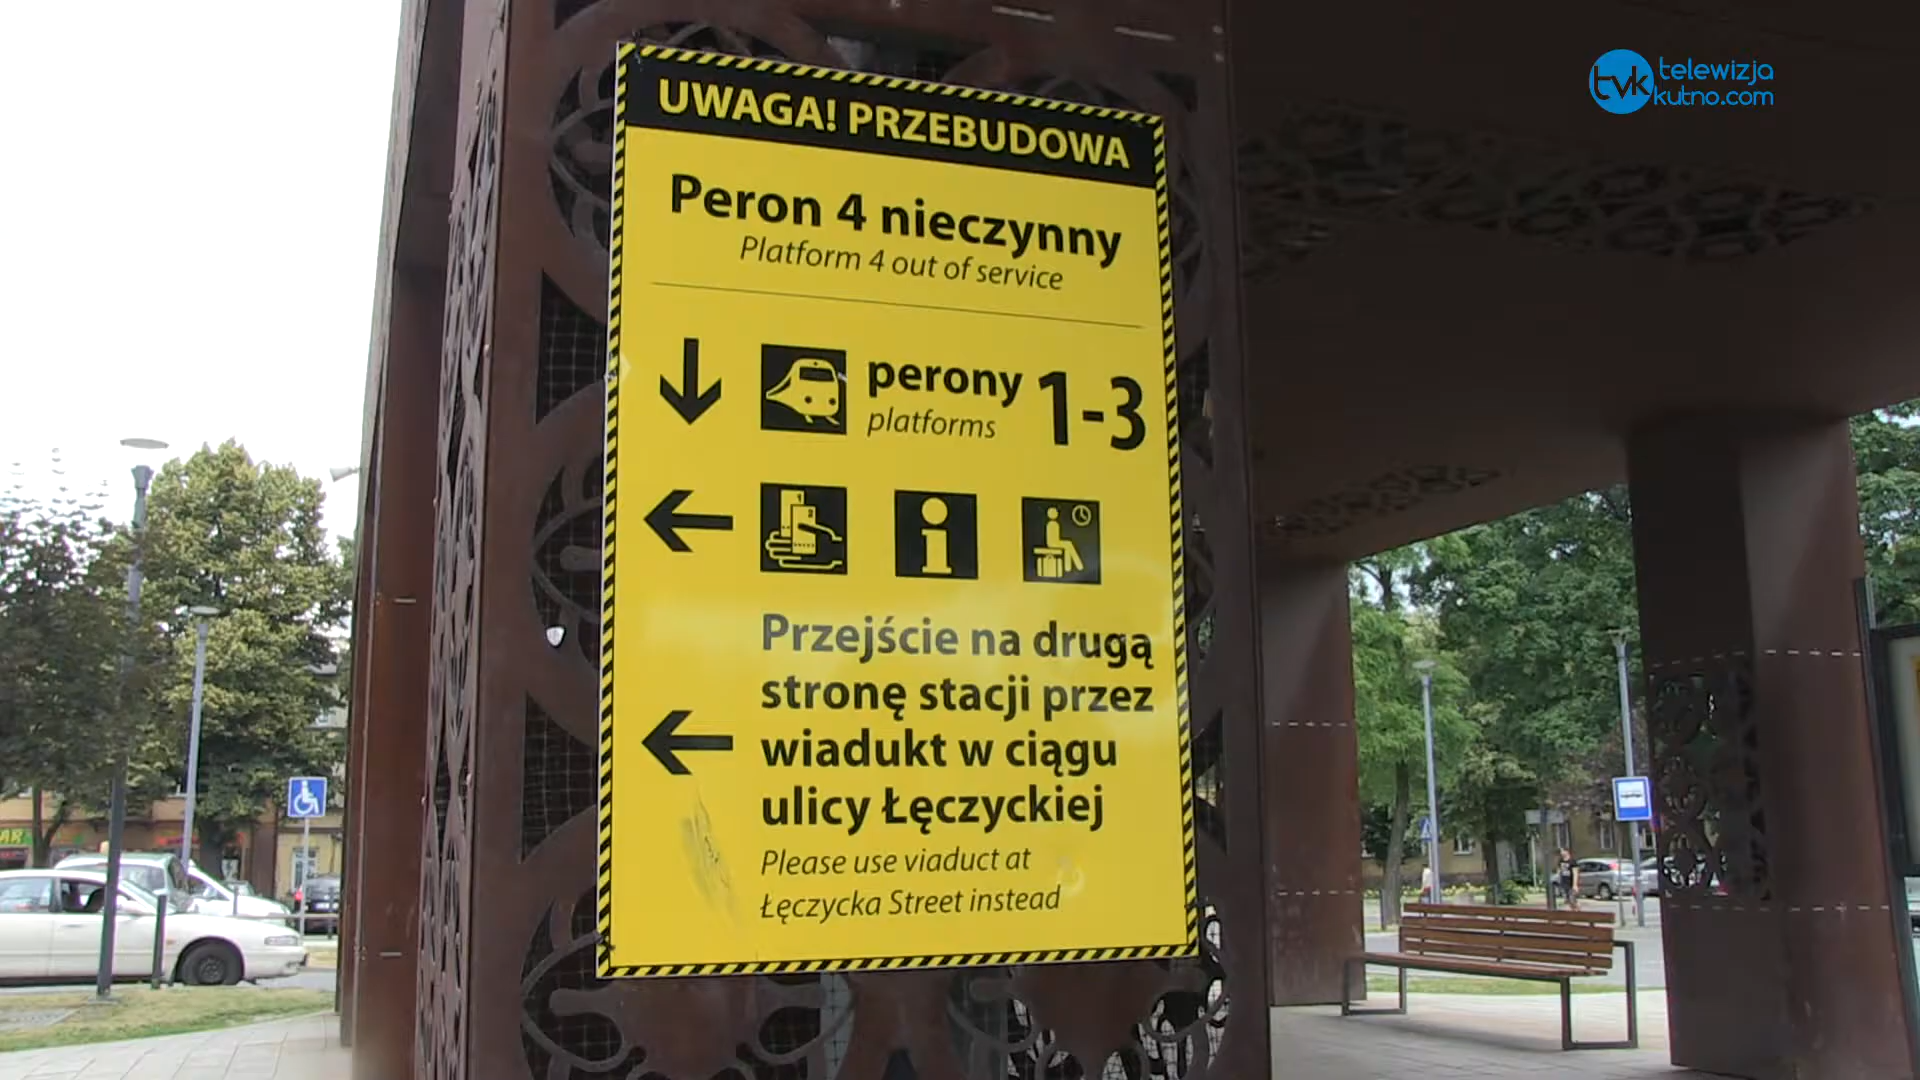 tvk telewizja
kutno.com
UWAGA! PRZEBUDOWA
Peron 4 nieczynny
Platform 4 out of service
perony 1-3
platforms
Przejście na drugą
stronę stacji przez
wiadukt w ciągu
ulicy Łęczyckiej
Please use viaduct at
Łęczycka Street instead